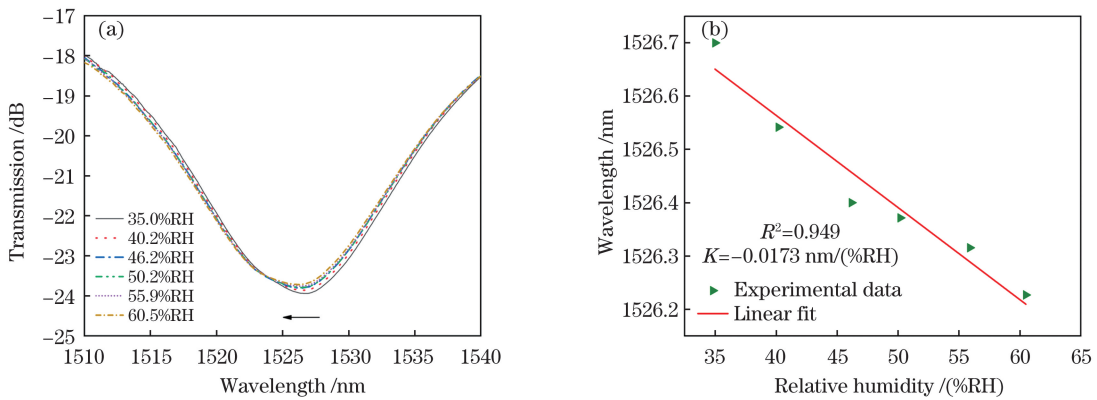 (a)
−17
−18
−19
−20
−21
−22
−23
−24
−25
Transmission /dB
35.0%RH
40.2%RH
46.2%RH
50.2%RH
55.9%RH
60.5%RH
1510 1515 1520 1525 1530 1535 1540
Wavelength /nm
(b)
1526.7
1526.6
1526.5
1526.4
1526.3
1526.2
Wavelength /nm
R²=0.949
K=−0.0173 nm/(%RH)
Experimental data
Linear fit
35 40 45 50 55 60 65
Relative humidity /(%RH)